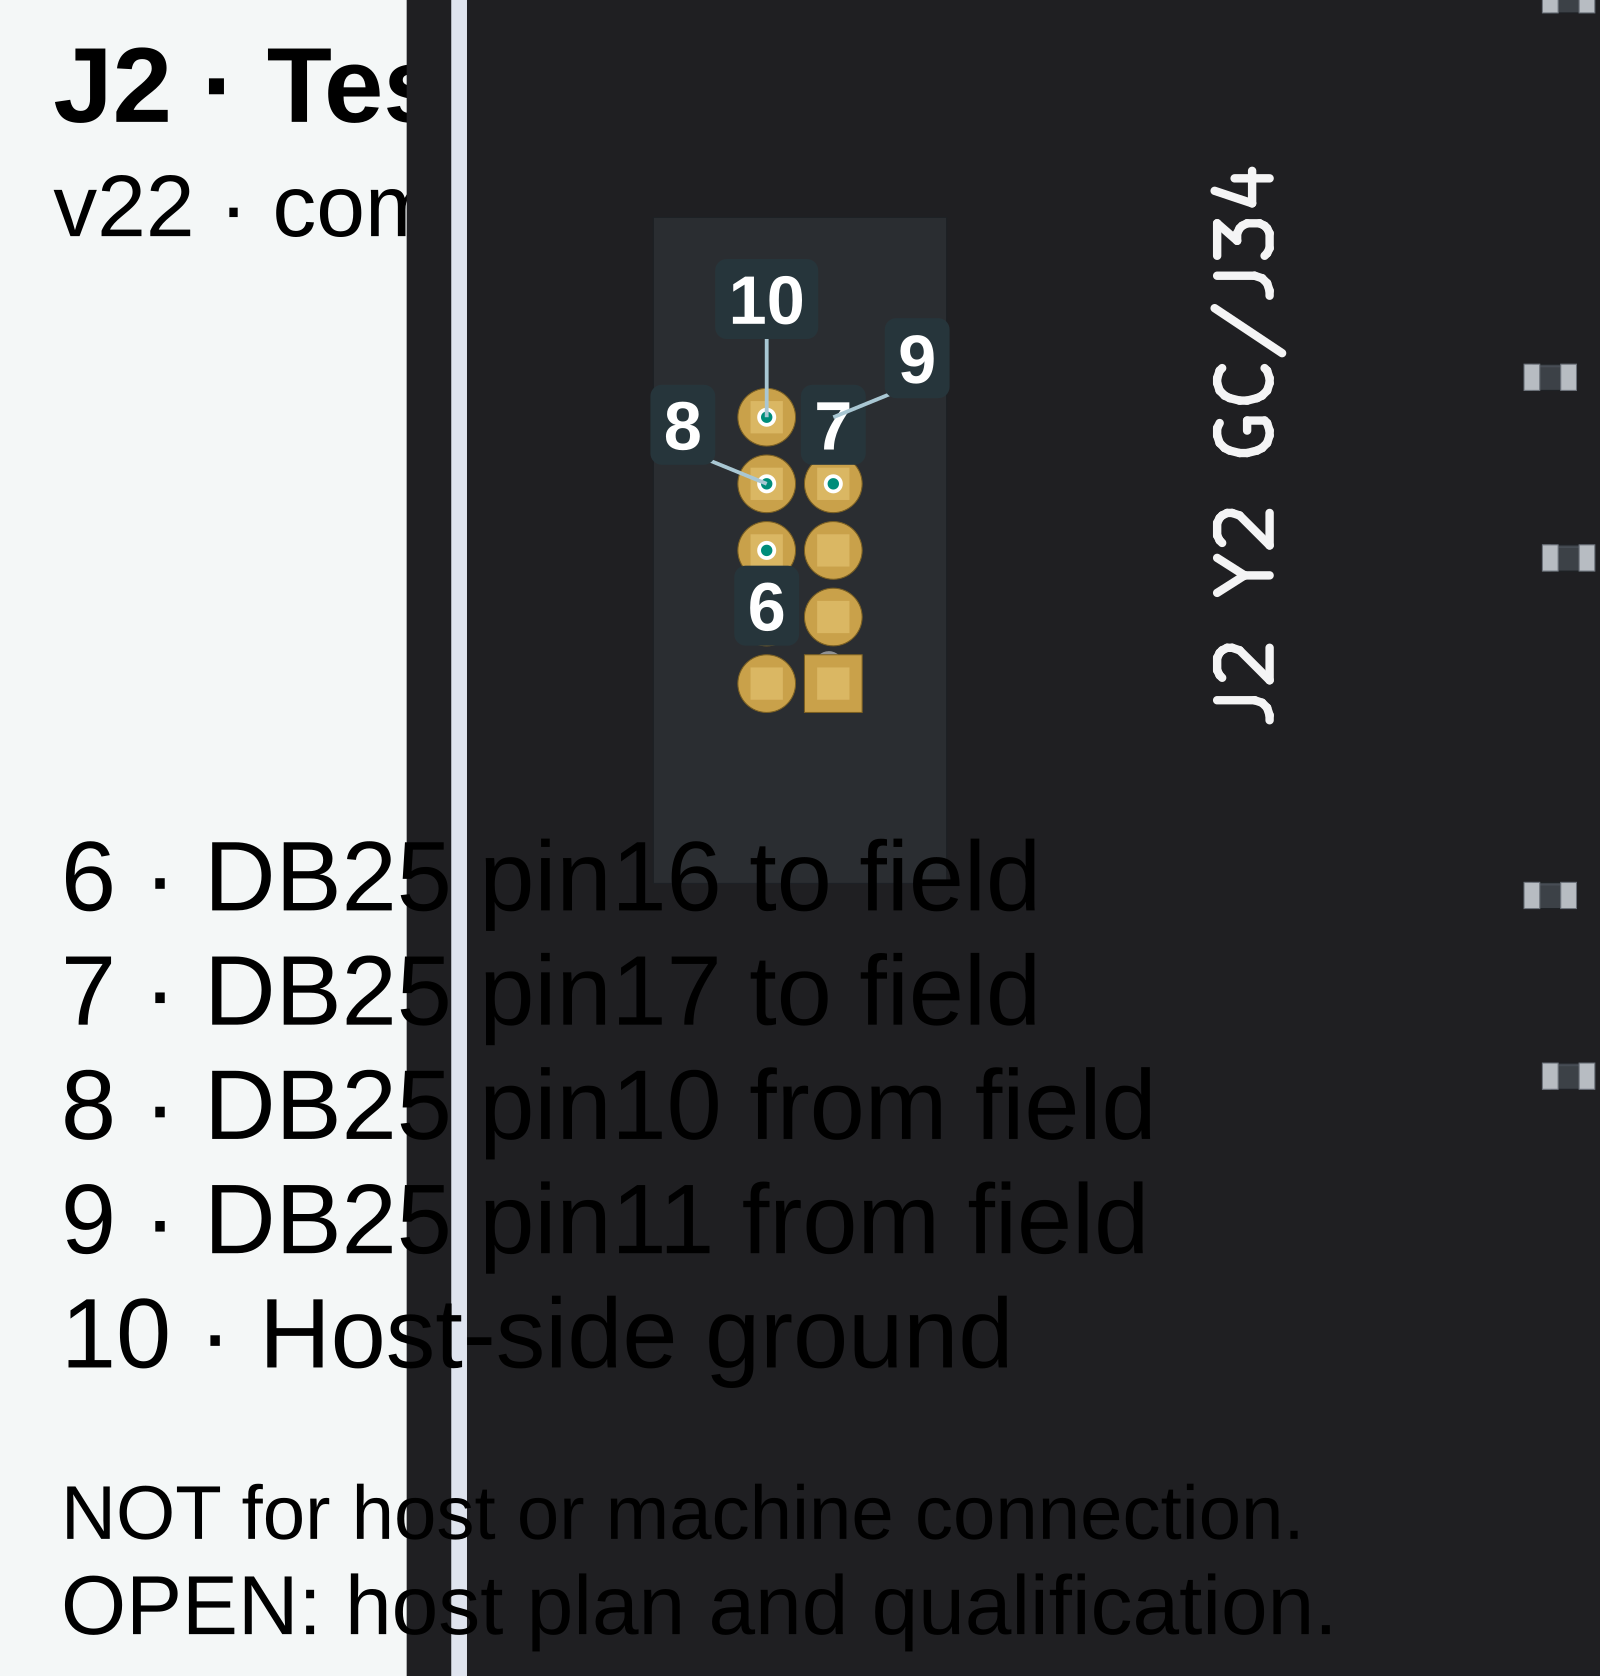 J2 · Tes
v22 · com
10
9
8
7
6
J2 Y2 GC/J34
6 · DB25 pin16 to field
7 · DB25 pin17 to field
8 · DB25 pin10 from field
9 · DB25 pin11 from field
10 · Host-side ground
NOT for host or machine connection.
OPEN: host plan and qualification.